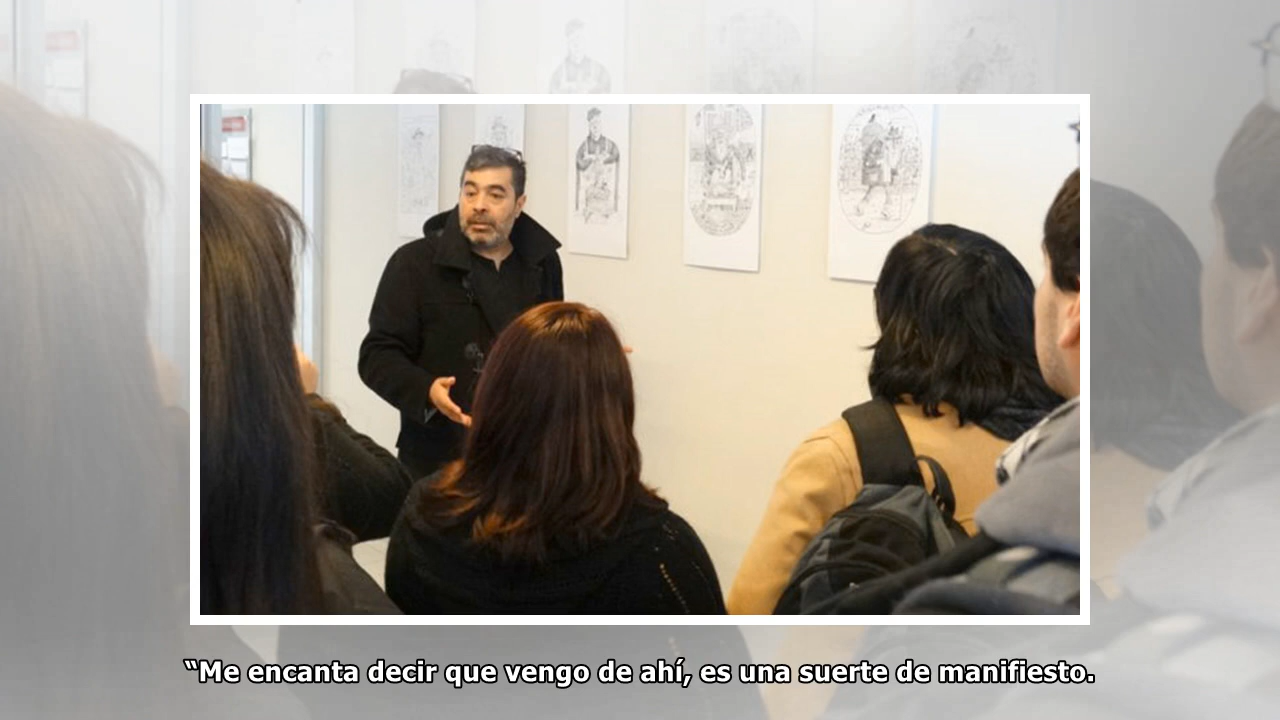 “Me encanta decir que vengo de ahí, es una suerte de manifiesto.